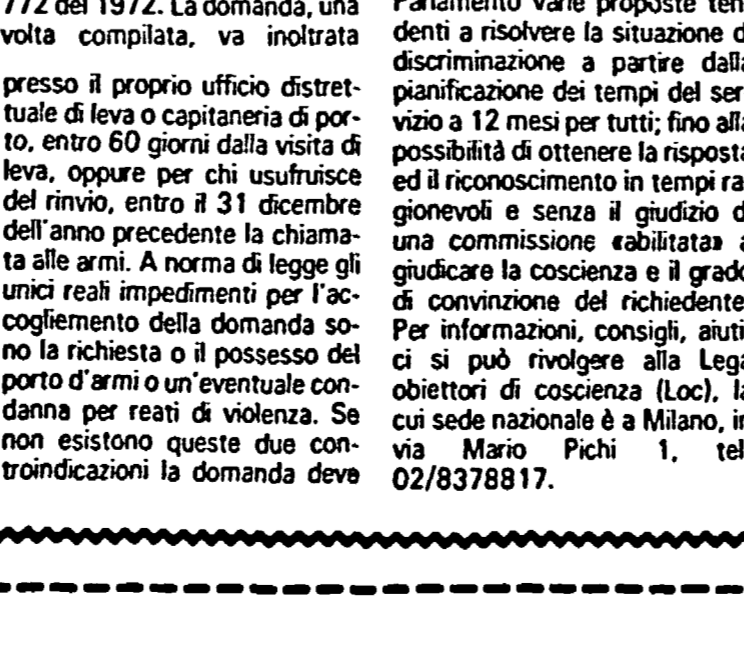 772 del 1972. La domanda, una
volta compilata, va inoltrata
presso il proprio ufficio distret-
tuale di leva o capitaneria di por-
to, entro 60 giorni dalla visita di
leva, oppure per chi usufruisce
del rinvio, entro il 31 dicembre
dell'anno precedente la chiama-
ta alle armi. A norma di legge gli
unici reali impedimenti per l'ac-
coglimento della domanda so-
no la richiesta o il possesso del
porto d'armi o un'eventuale con-
danna per reati di violenza. Se
non esistono queste due con-
troindicazioni la domanda deve
Parlamento varie proposte ten
denti a risolvere la situazione d
discriminazione a partire dalla
pianificazione dei tempi del ser
vizio a 12 mesi per tutti; fino alla
possibilità di ottenere la risposta
ed il riconoscimento in tempi ra
gionevoli e senza il giudizio d
una commissione «abilitata» a
giudicare la coscienza e il grado
di convinzione del richiedente
Per informazioni, consigli, aiuti
ci si può rivolgere alla Lega
obiettori di coscienza (Loc), la
cui sede nazionale è a Milano, in
via Mario Pichi 1, tel
02/8378817.